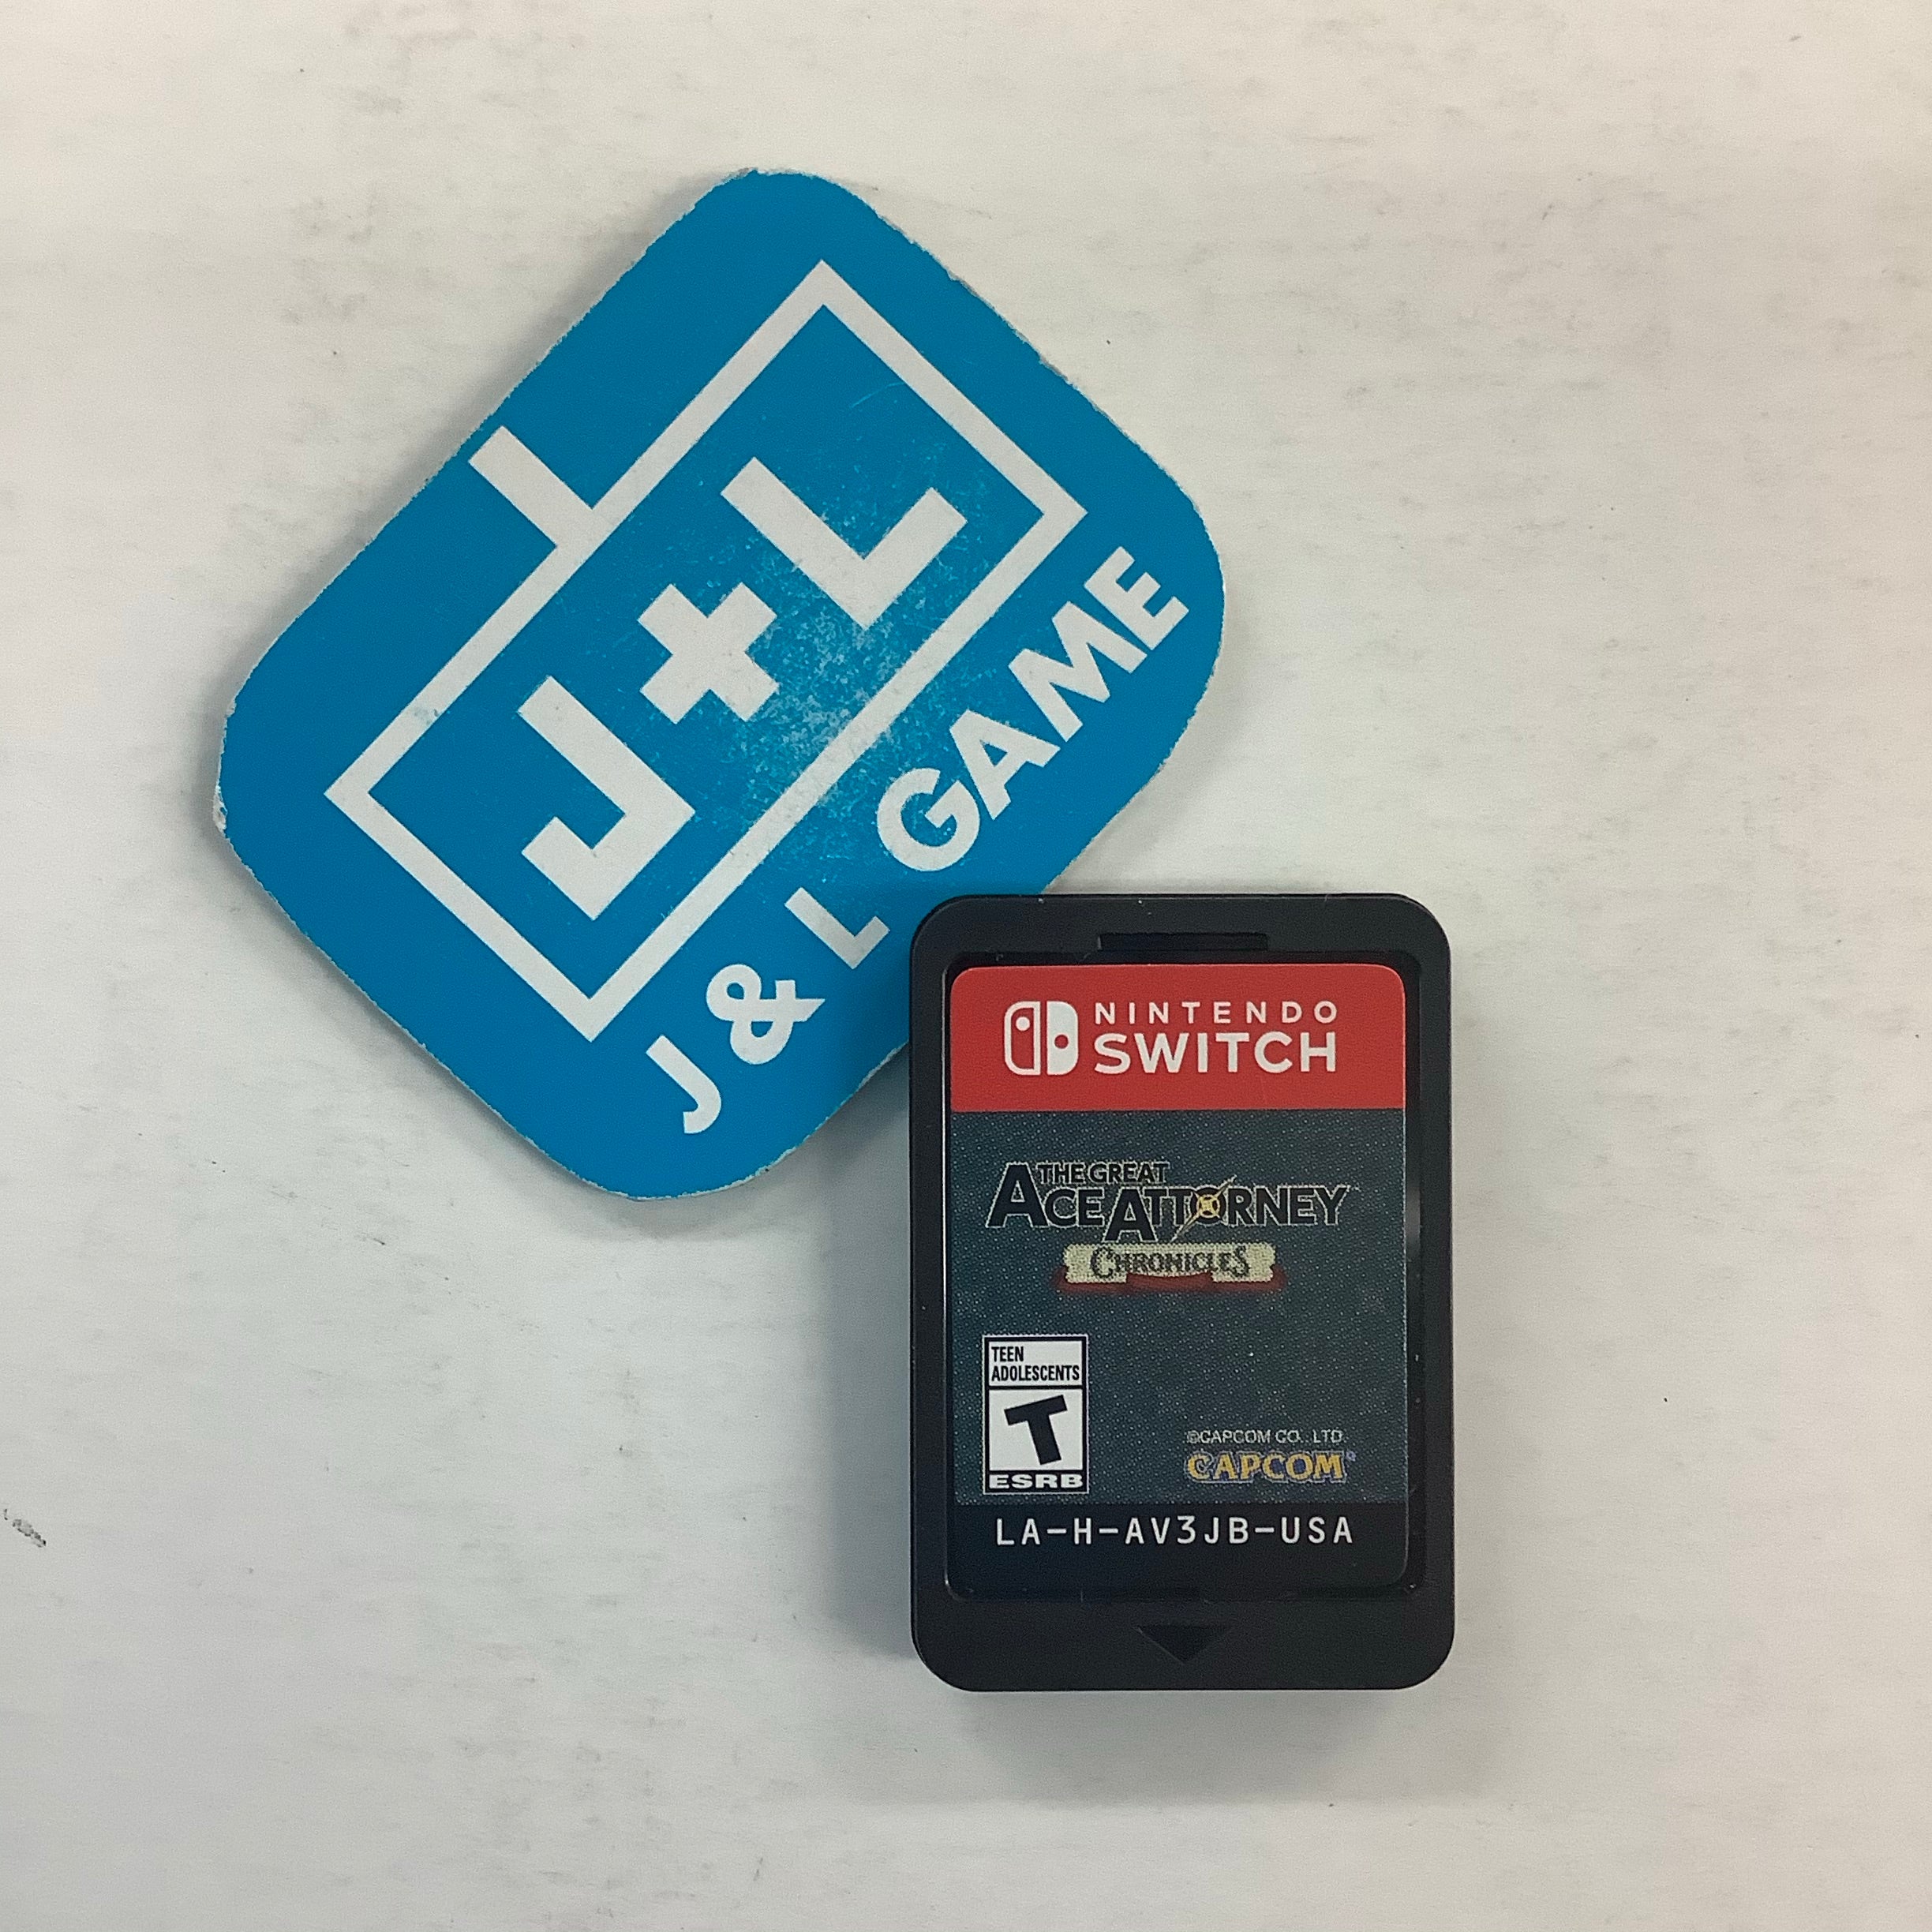 J+L
J & L GAME
NINTENDO
SWITCH
THE GREAT
ACE ATTORNEY
CHRONICLES
TEEN
ADOLESCENTS
T
ESRB
©CAPCOM CO., LTD.
CAPCOM®
LA-H-AV3JB-USA